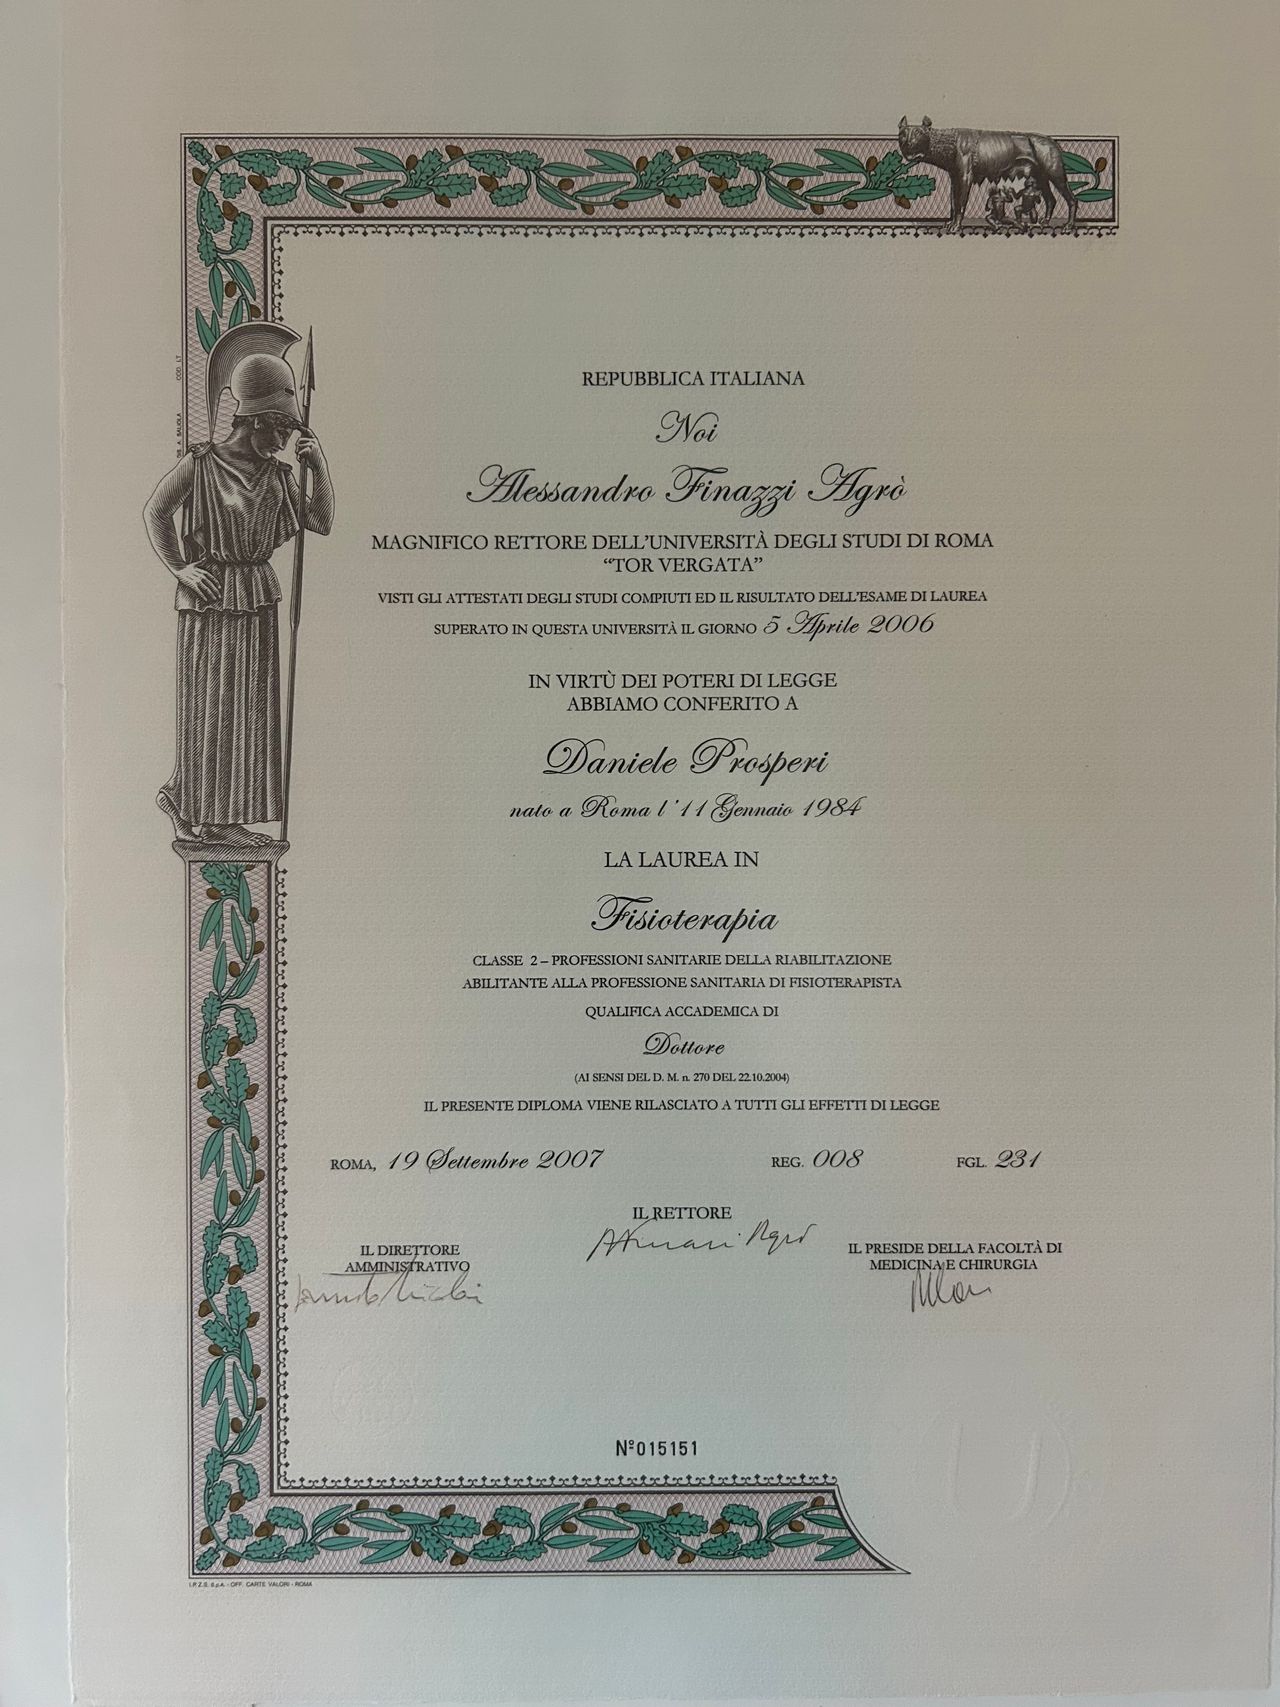 REPUBBLICA ITALIANA
Noi
Alessandro Finazzi Agrò
MAGNIFICO RETTORE DELL'UNIVERSITÀ DEGLI STUDI DI ROMA
“TOR VERGATA”
VISTI GLI ATTESTATI DEGLI STUDI COMPIUTI ED IL RISULTATO DELL'ESAME DI LAUREA
SUPERATO IN QUESTA UNIVERSITÀ IL GIORNO 5 Aprile 2006
IN VIRTÙ DEI POTERI DI LEGGE
ABBIAMO CONFERITO A
Daniele Prosperi
nato a Roma l'11 Gennaio 1984
LA LAUREA IN
Fisioterapia
CLASSE 2 – PROFESSIONI SANITARIE DELLA RIABILITAZIONE
ABILITANTE ALLA PROFESSIONE SANITARIA DI FISIOTERAPISTA
QUALIFICA ACCADEMICA DI
Dottore
(AI SENSI DEL D. M. n. 270 DEL 22.10.2004)
IL PRESENTE DIPLOMA VIENE RILASCIATO A TUTTI GLI EFFETTI DI LEGGE
ROMA, 19 Settembre 2007 REG. 008 FGL. 231
IL RETTORE
IL DIRETTORE
AMMINISTRATIVO
IL PRESIDE DELLA FACOLTÀ DI
MEDICINA E CHIRURGIA
Nº015151
I.P.Z.S. S.p.A. - OFF. CARTE VALORI - ROMA
COD. LT